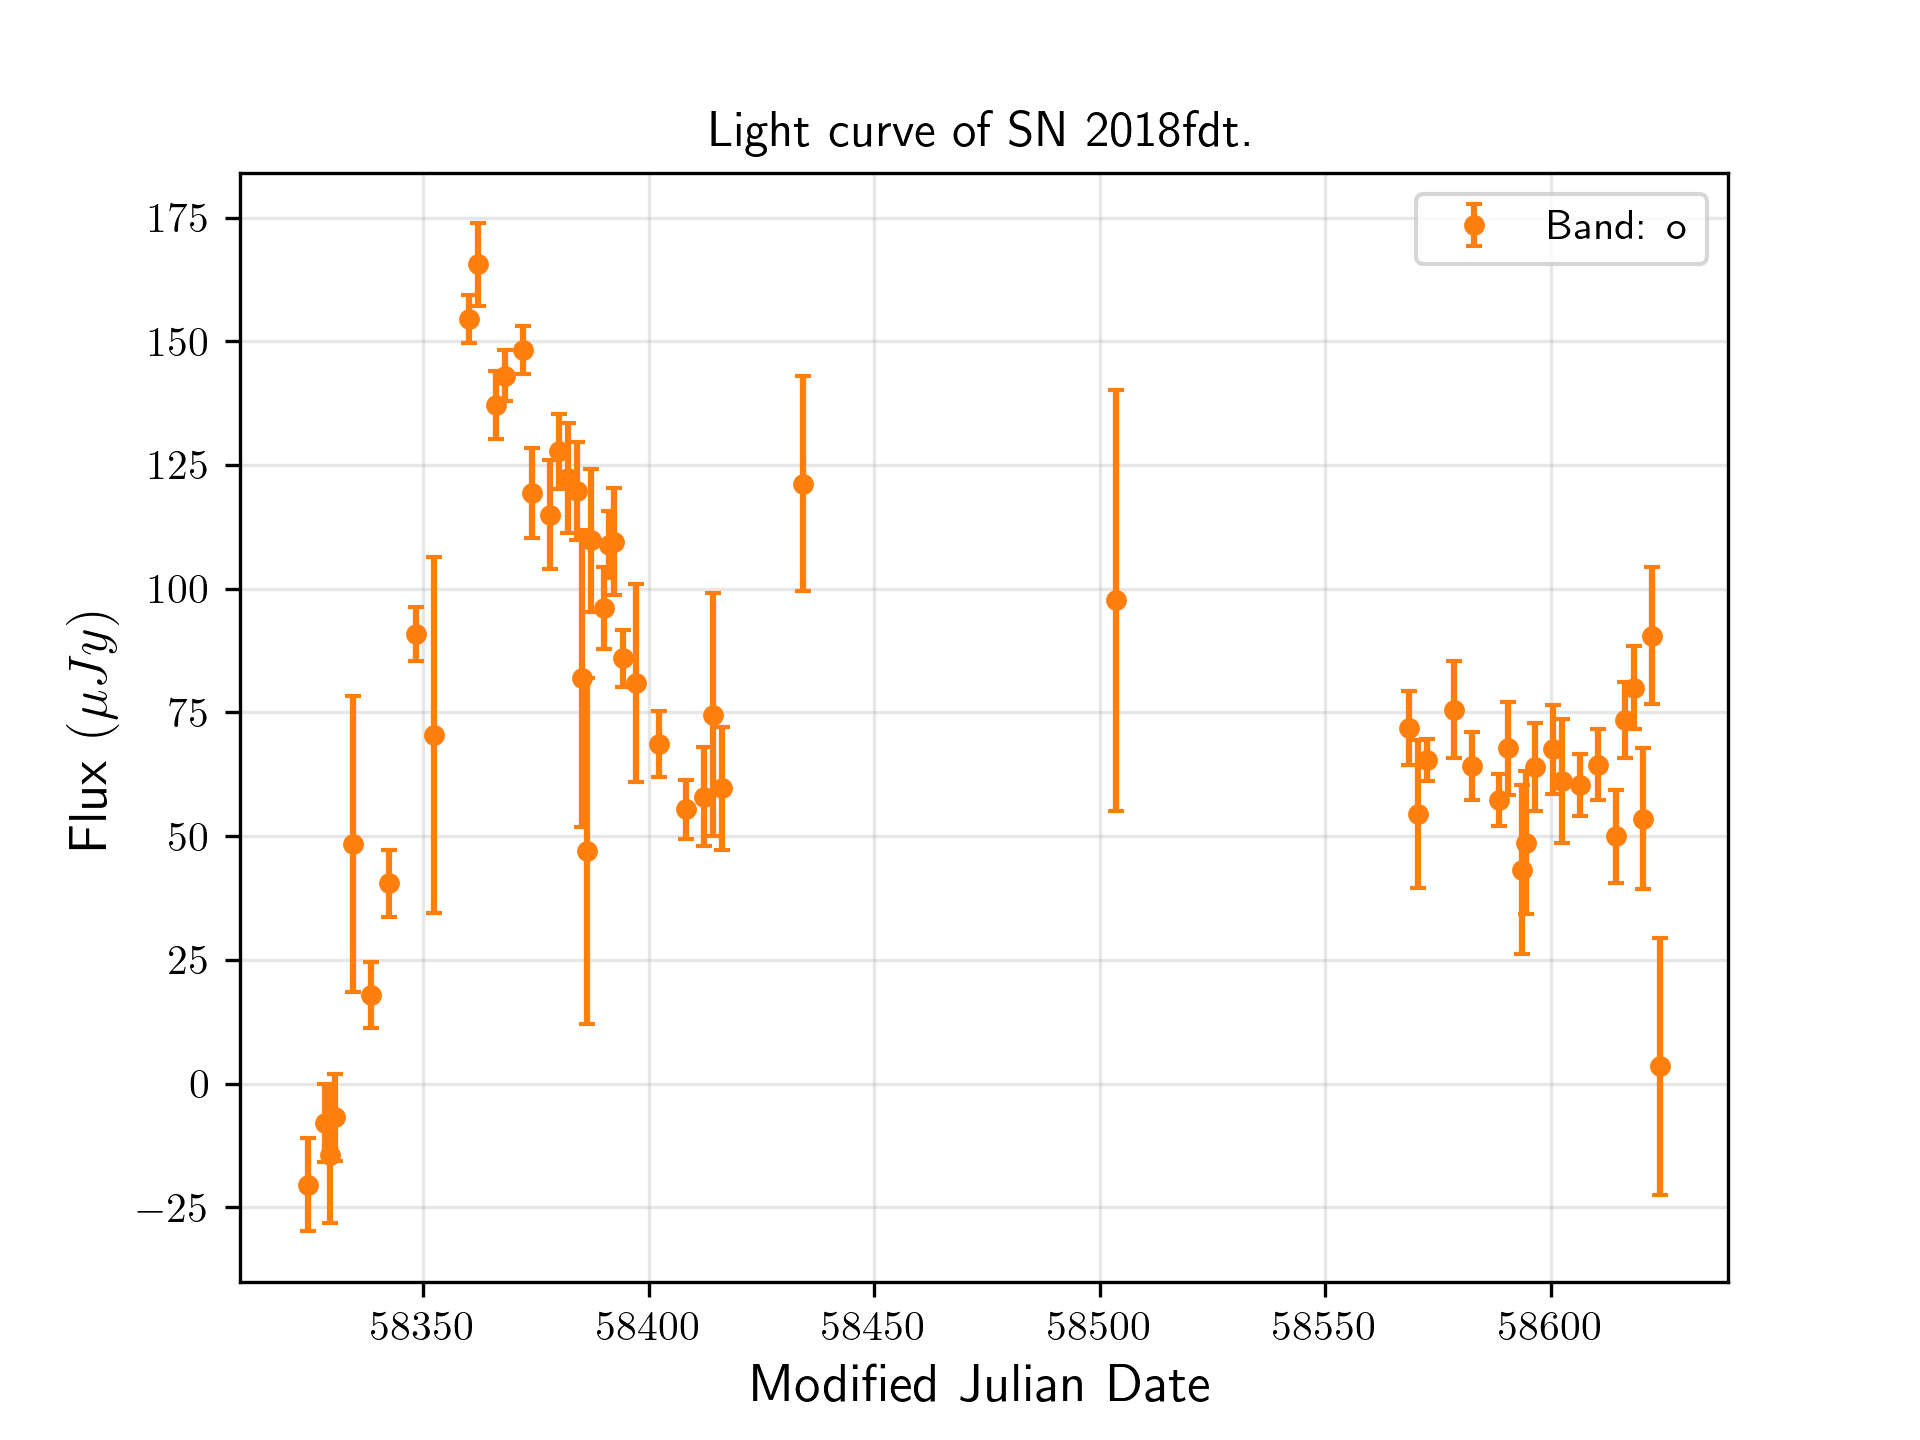 Light curve of SN 2018fdt.
Band: o
175
150
125
100
75
50
25
0
−25
Flux (μJy)
58350 58400 58450 58500 58550 58600
Modified Julian Date